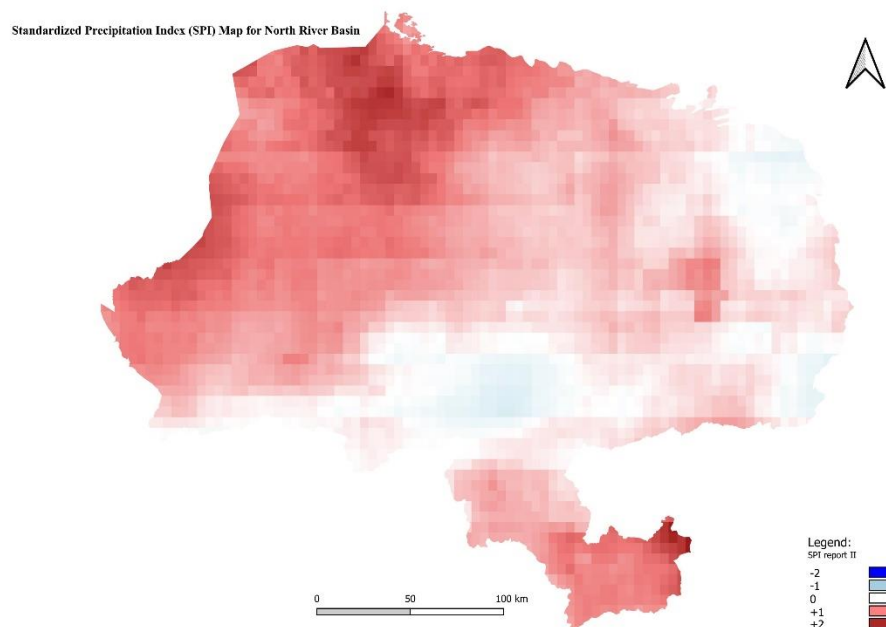 Standardized Precipitation Index (SPI) Map for North River Basin
0
50
100 km
Legend:
SPI report II
-2
-1
0
+1
+2